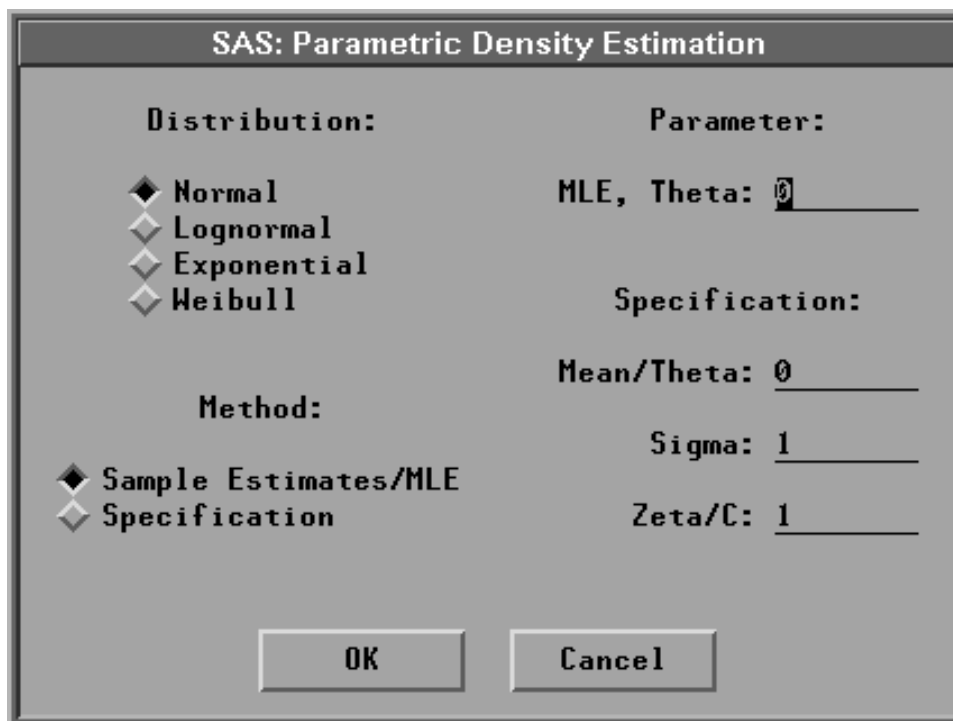 SAS: Parametric Density Estimation
Distribution:
Normal
Lognormal
Exponential
Weibull
Method:
Sample Estimates/MLE
Specification
Parameter:
MLE, Theta: 0
Specification:
Mean/Theta: 0
Sigma: 1
Zeta/C: 1
OK
Cancel